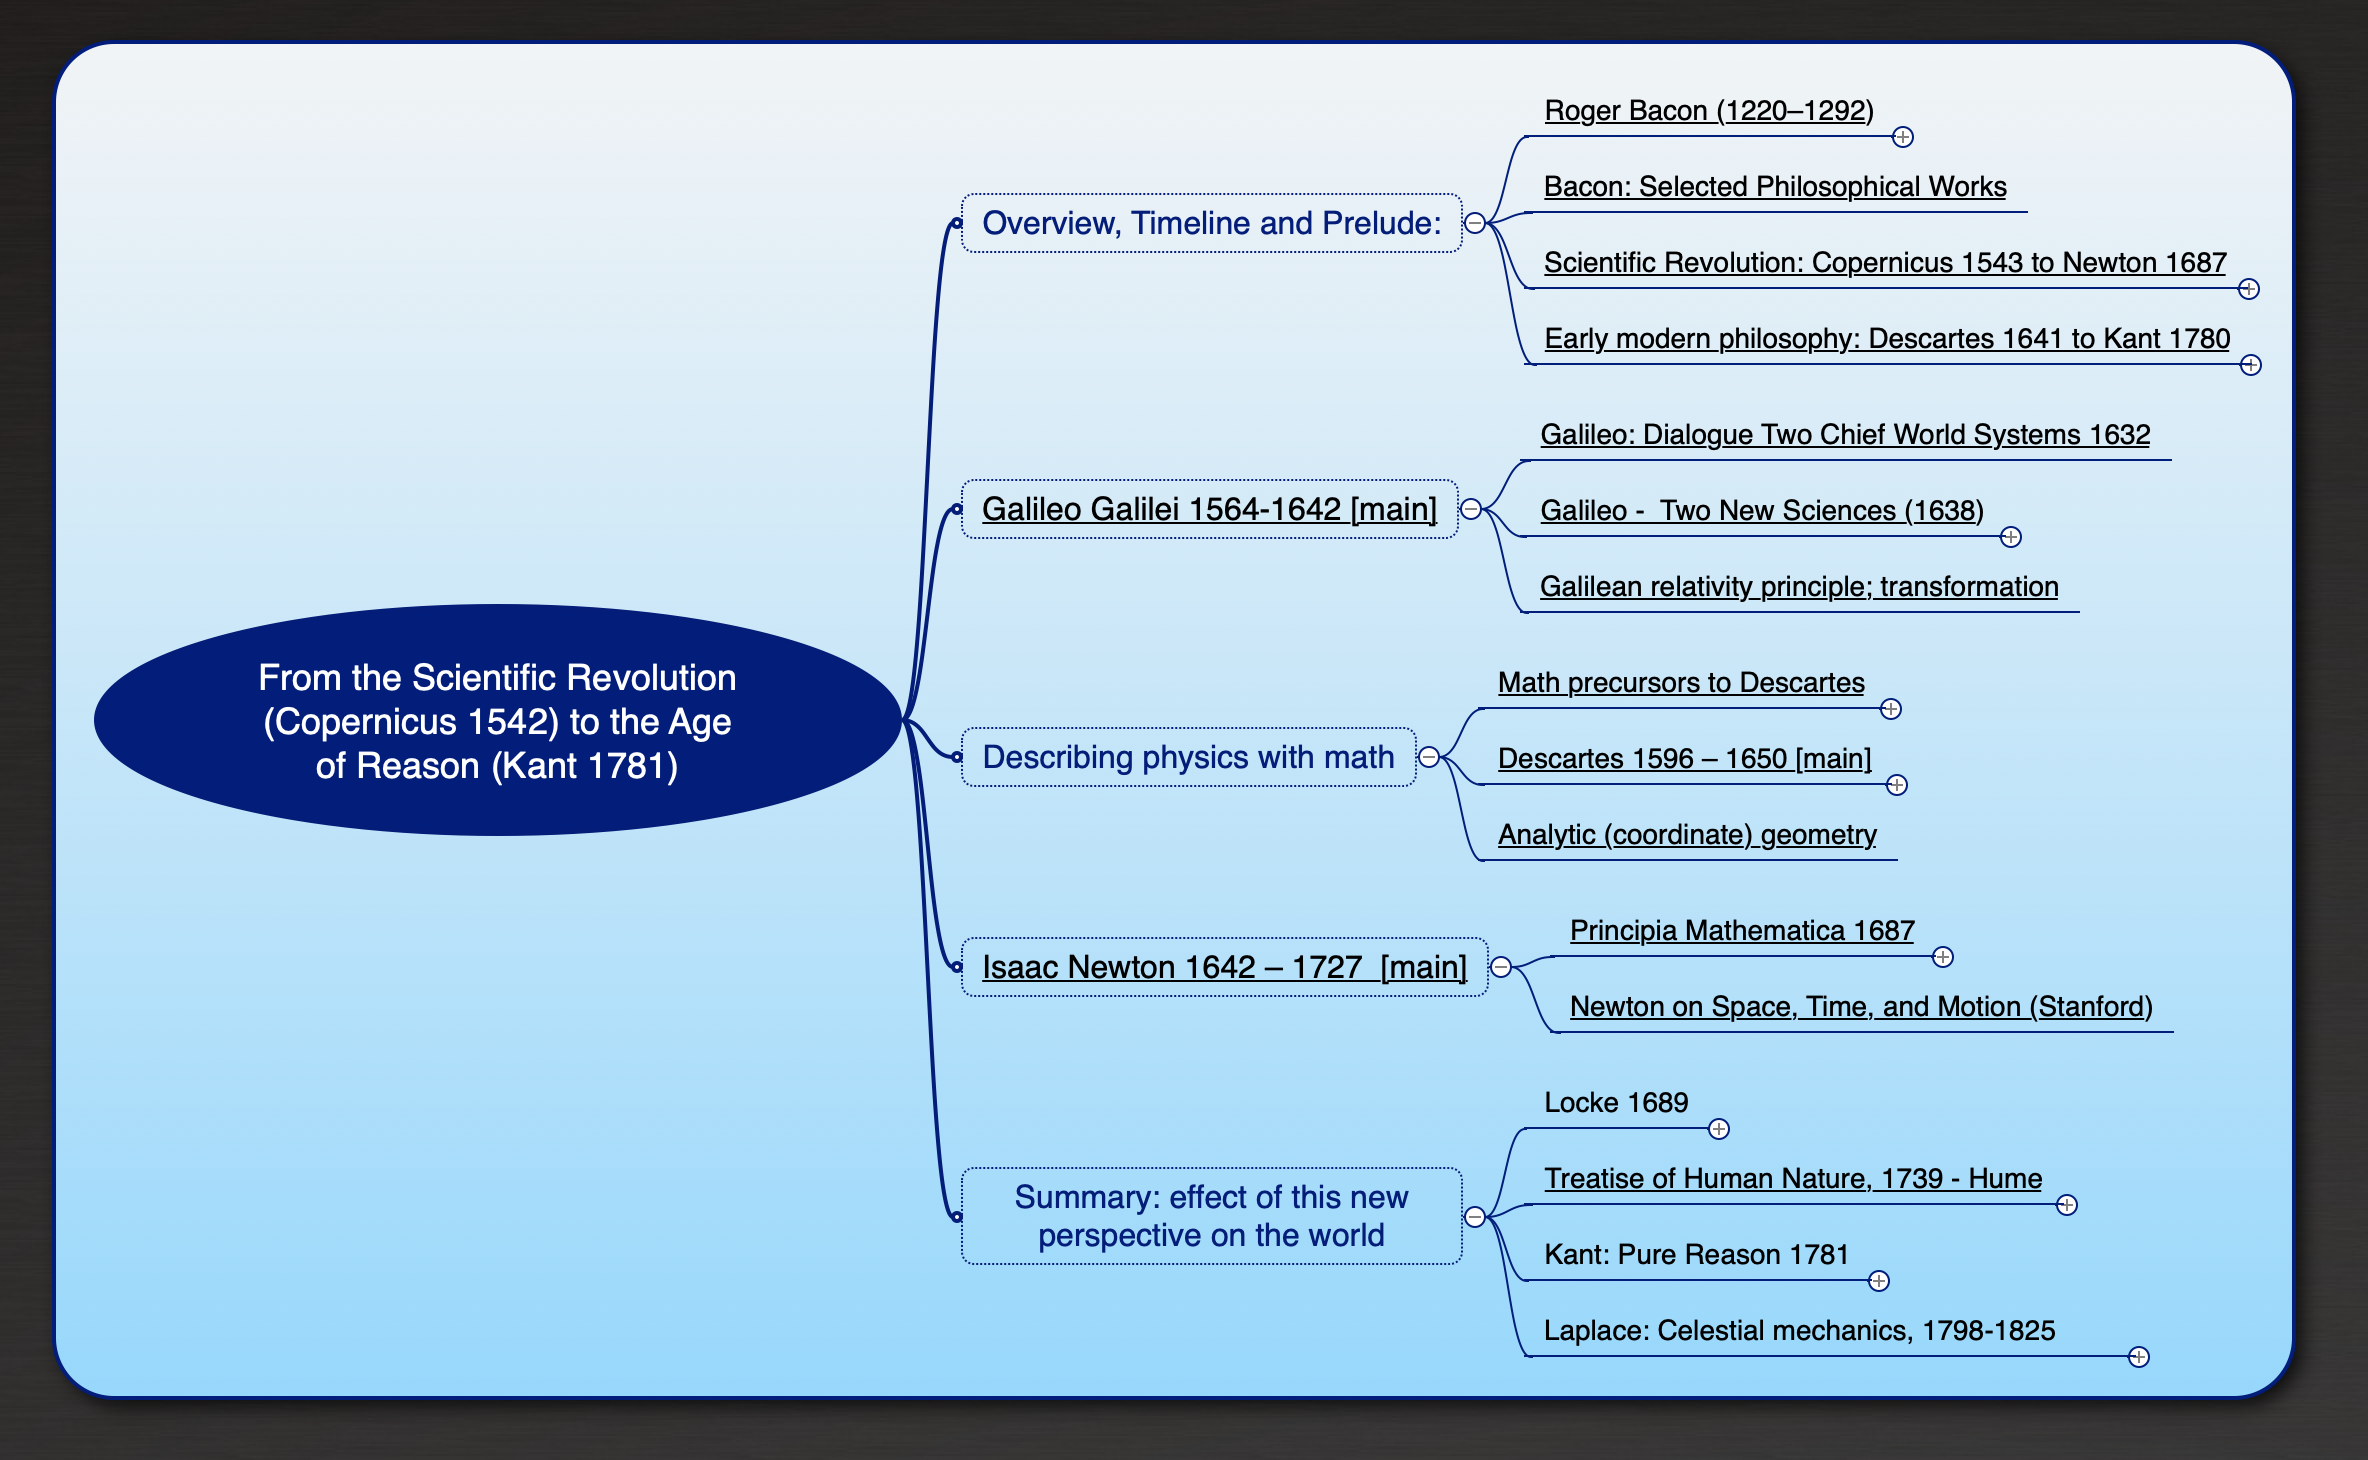 From the Scientific Revolution
(Copernicus 1542) to the Age
of Reason (Kant 1781)
Overview, Timeline and Prelude:
Roger Bacon (1220–1292)
Bacon: Selected Philosophical Works
Scientific Revolution: Copernicus 1543 to Newton 1687
Early modern philosophy: Descartes 1641 to Kant 1780
Galileo Galilei 1564-1642 [main]
Galileo: Dialogue Two Chief World Systems 1632
Galileo -  Two New Sciences (1638)
Galilean relativity principle; transformation
Describing physics with math
Math precursors to Descartes
Descartes 1596 – 1650 [main]
Analytic (coordinate) geometry
Isaac Newton 1642 – 1727  [main]
Principia Mathematica 1687
Newton on Space, Time, and Motion (Stanford)
Summary: effect of this new
perspective on the world
Locke 1689
Treatise of Human Nature, 1739 - Hume
Kant: Pure Reason 1781
Laplace: Celestial mechanics, 1798-1825